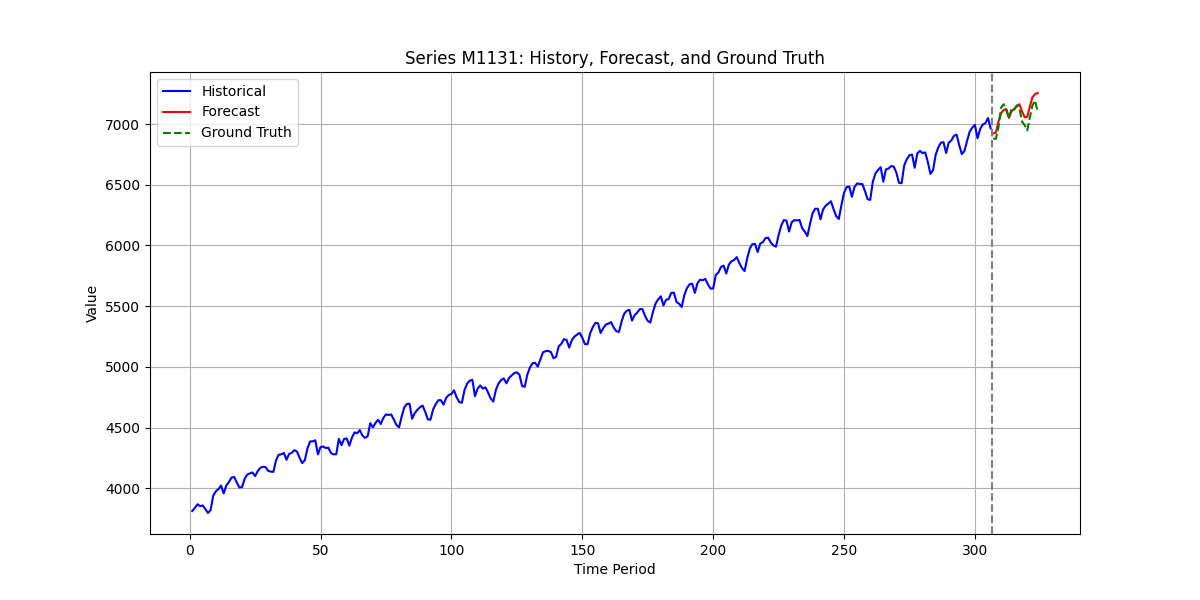 Series M1131: History, Forecast, and Ground Truth
Historical
Forecast
Ground Truth
7000
6500
6000
5500
5000
4500
4000
Value
0 50 100 150 200 250 300
Time Period